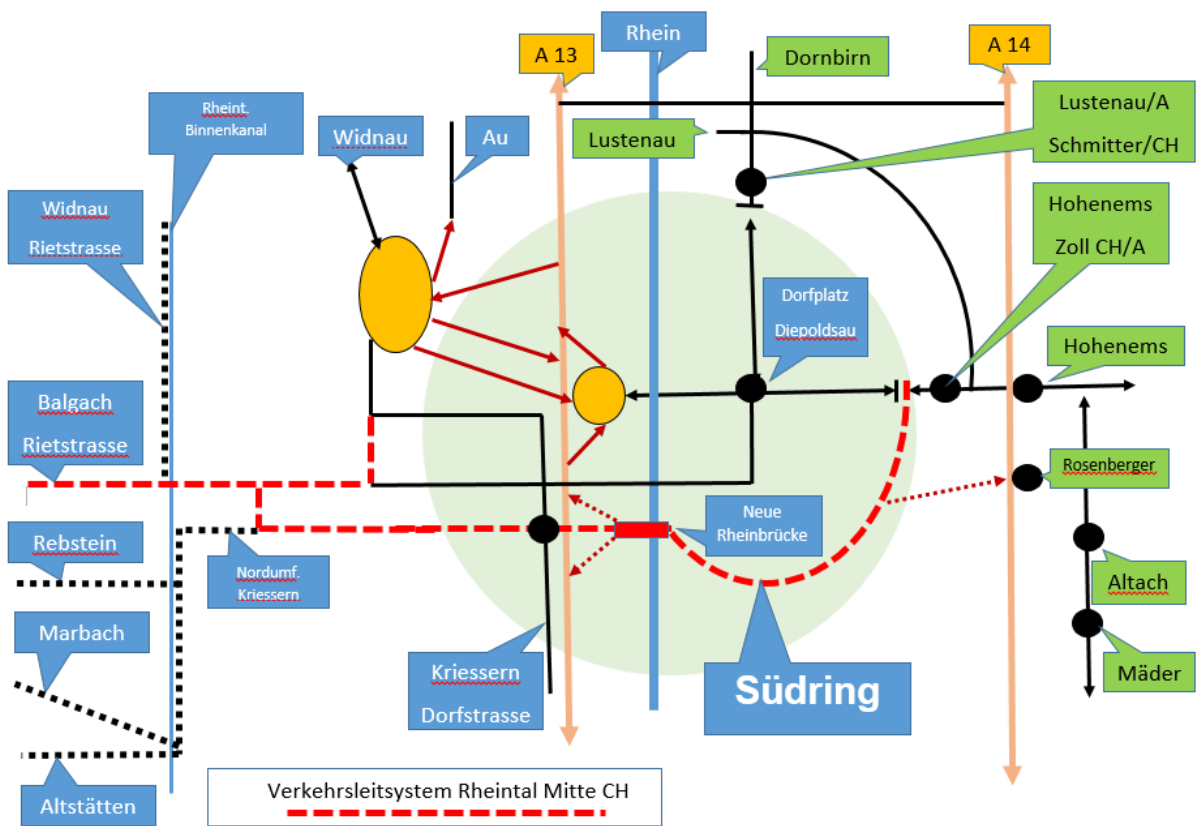 A 13
Rhein
A 14
Dornbirn
Rheint.
Binnenkanal
Widnau
Au
Lustenau
Lustenau/A
Schmitter/CH
Widnau
Rietstrasse
Hohenems
Zoll CH/A
Dorfplatz
Diepoldsau
Hohenems
Balgach
Rietstrasse
Rosenberger
Neue
Rheinbrücke
Rebstein
Nordumf.
Kriessern
Altach
Marbach
Kriessern
Dorfstrasse
Südring
Mäder
Altstätten
Verkehrsleitsystem Rheintal Mitte CH